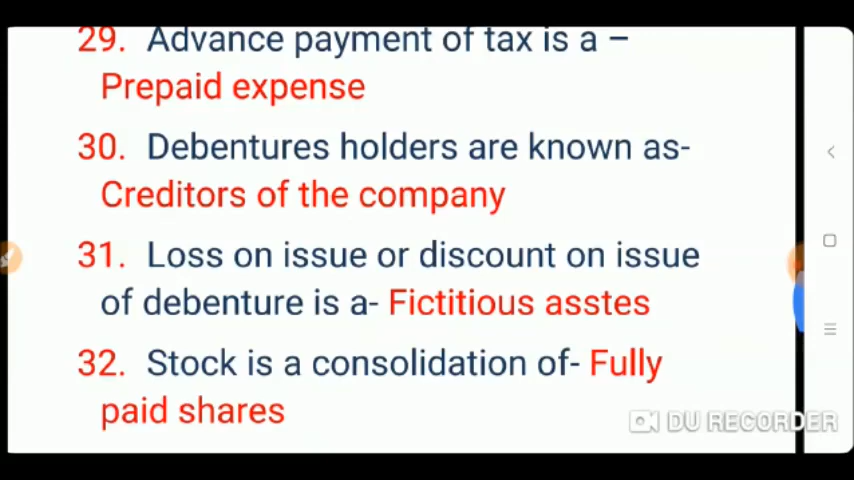 29. Advance payment of tax is a –
Prepaid expense
30. Debentures holders are known as-
Creditors of the company
31. Loss on issue or discount on issue
of debenture is a- Fictitious asstes
32. Stock is a consolidation of- Fully
paid shares
DU RECORDER